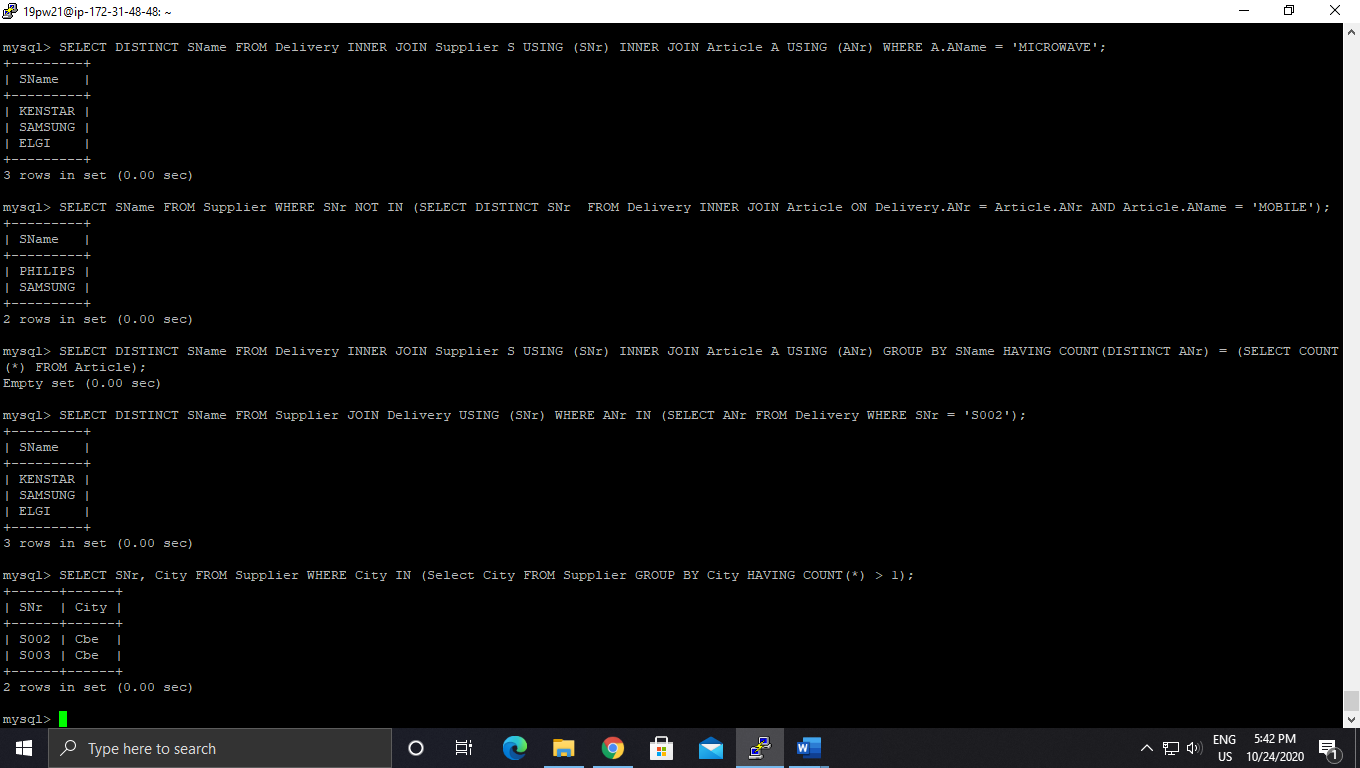 19pw21@ip-172-31-48-48: ~
mysql> SELECT DISTINCT SName FROM Delivery INNER JOIN Supplier S USING (SNr) INNER JOIN Article A USING (ANr) WHERE A.AName = 'MICROWAVE';
+---------+
| SName   |
+---------+
| KENSTAR |
| SAMSUNG |
| ELGI    |
+---------+
3 rows in set (0.00 sec)
mysql> SELECT SName FROM Supplier WHERE SNr NOT IN (SELECT DISTINCT SNr  FROM Delivery INNER JOIN Article ON Delivery.ANr = Article.ANr AND Article.AName = 'MOBILE');
+---------+
| SName   |
+---------+
| PHILIPS |
| SAMSUNG |
+---------+
2 rows in set (0.00 sec)
mysql> SELECT DISTINCT SName FROM Delivery INNER JOIN Supplier S USING (SNr) INNER JOIN Article A USING (ANr) GROUP BY SName HAVING COUNT(DISTINCT ANr) = (SELECT COUNT
(*) FROM Article);
Empty set (0.00 sec)
mysql> SELECT DISTINCT SName FROM Supplier JOIN Delivery USING (SNr) WHERE ANr IN (SELECT ANr FROM Delivery WHERE SNr = 'S002');
+---------+
| SName   |
+---------+
| KENSTAR |
| SAMSUNG |
| ELGI    |
+---------+
3 rows in set (0.00 sec)
mysql> SELECT SNr, City FROM Supplier WHERE City IN (Select City FROM Supplier GROUP BY City HAVING COUNT(*) > 1);
+------+------+
| SNr  | City |
+------+------+
| S002 | Cbe  |
| S003 | Cbe  |
+------+------+
2 rows in set (0.00 sec)
mysql>
Type here to search
ENG
US
5:42 PM
10/24/2020
1